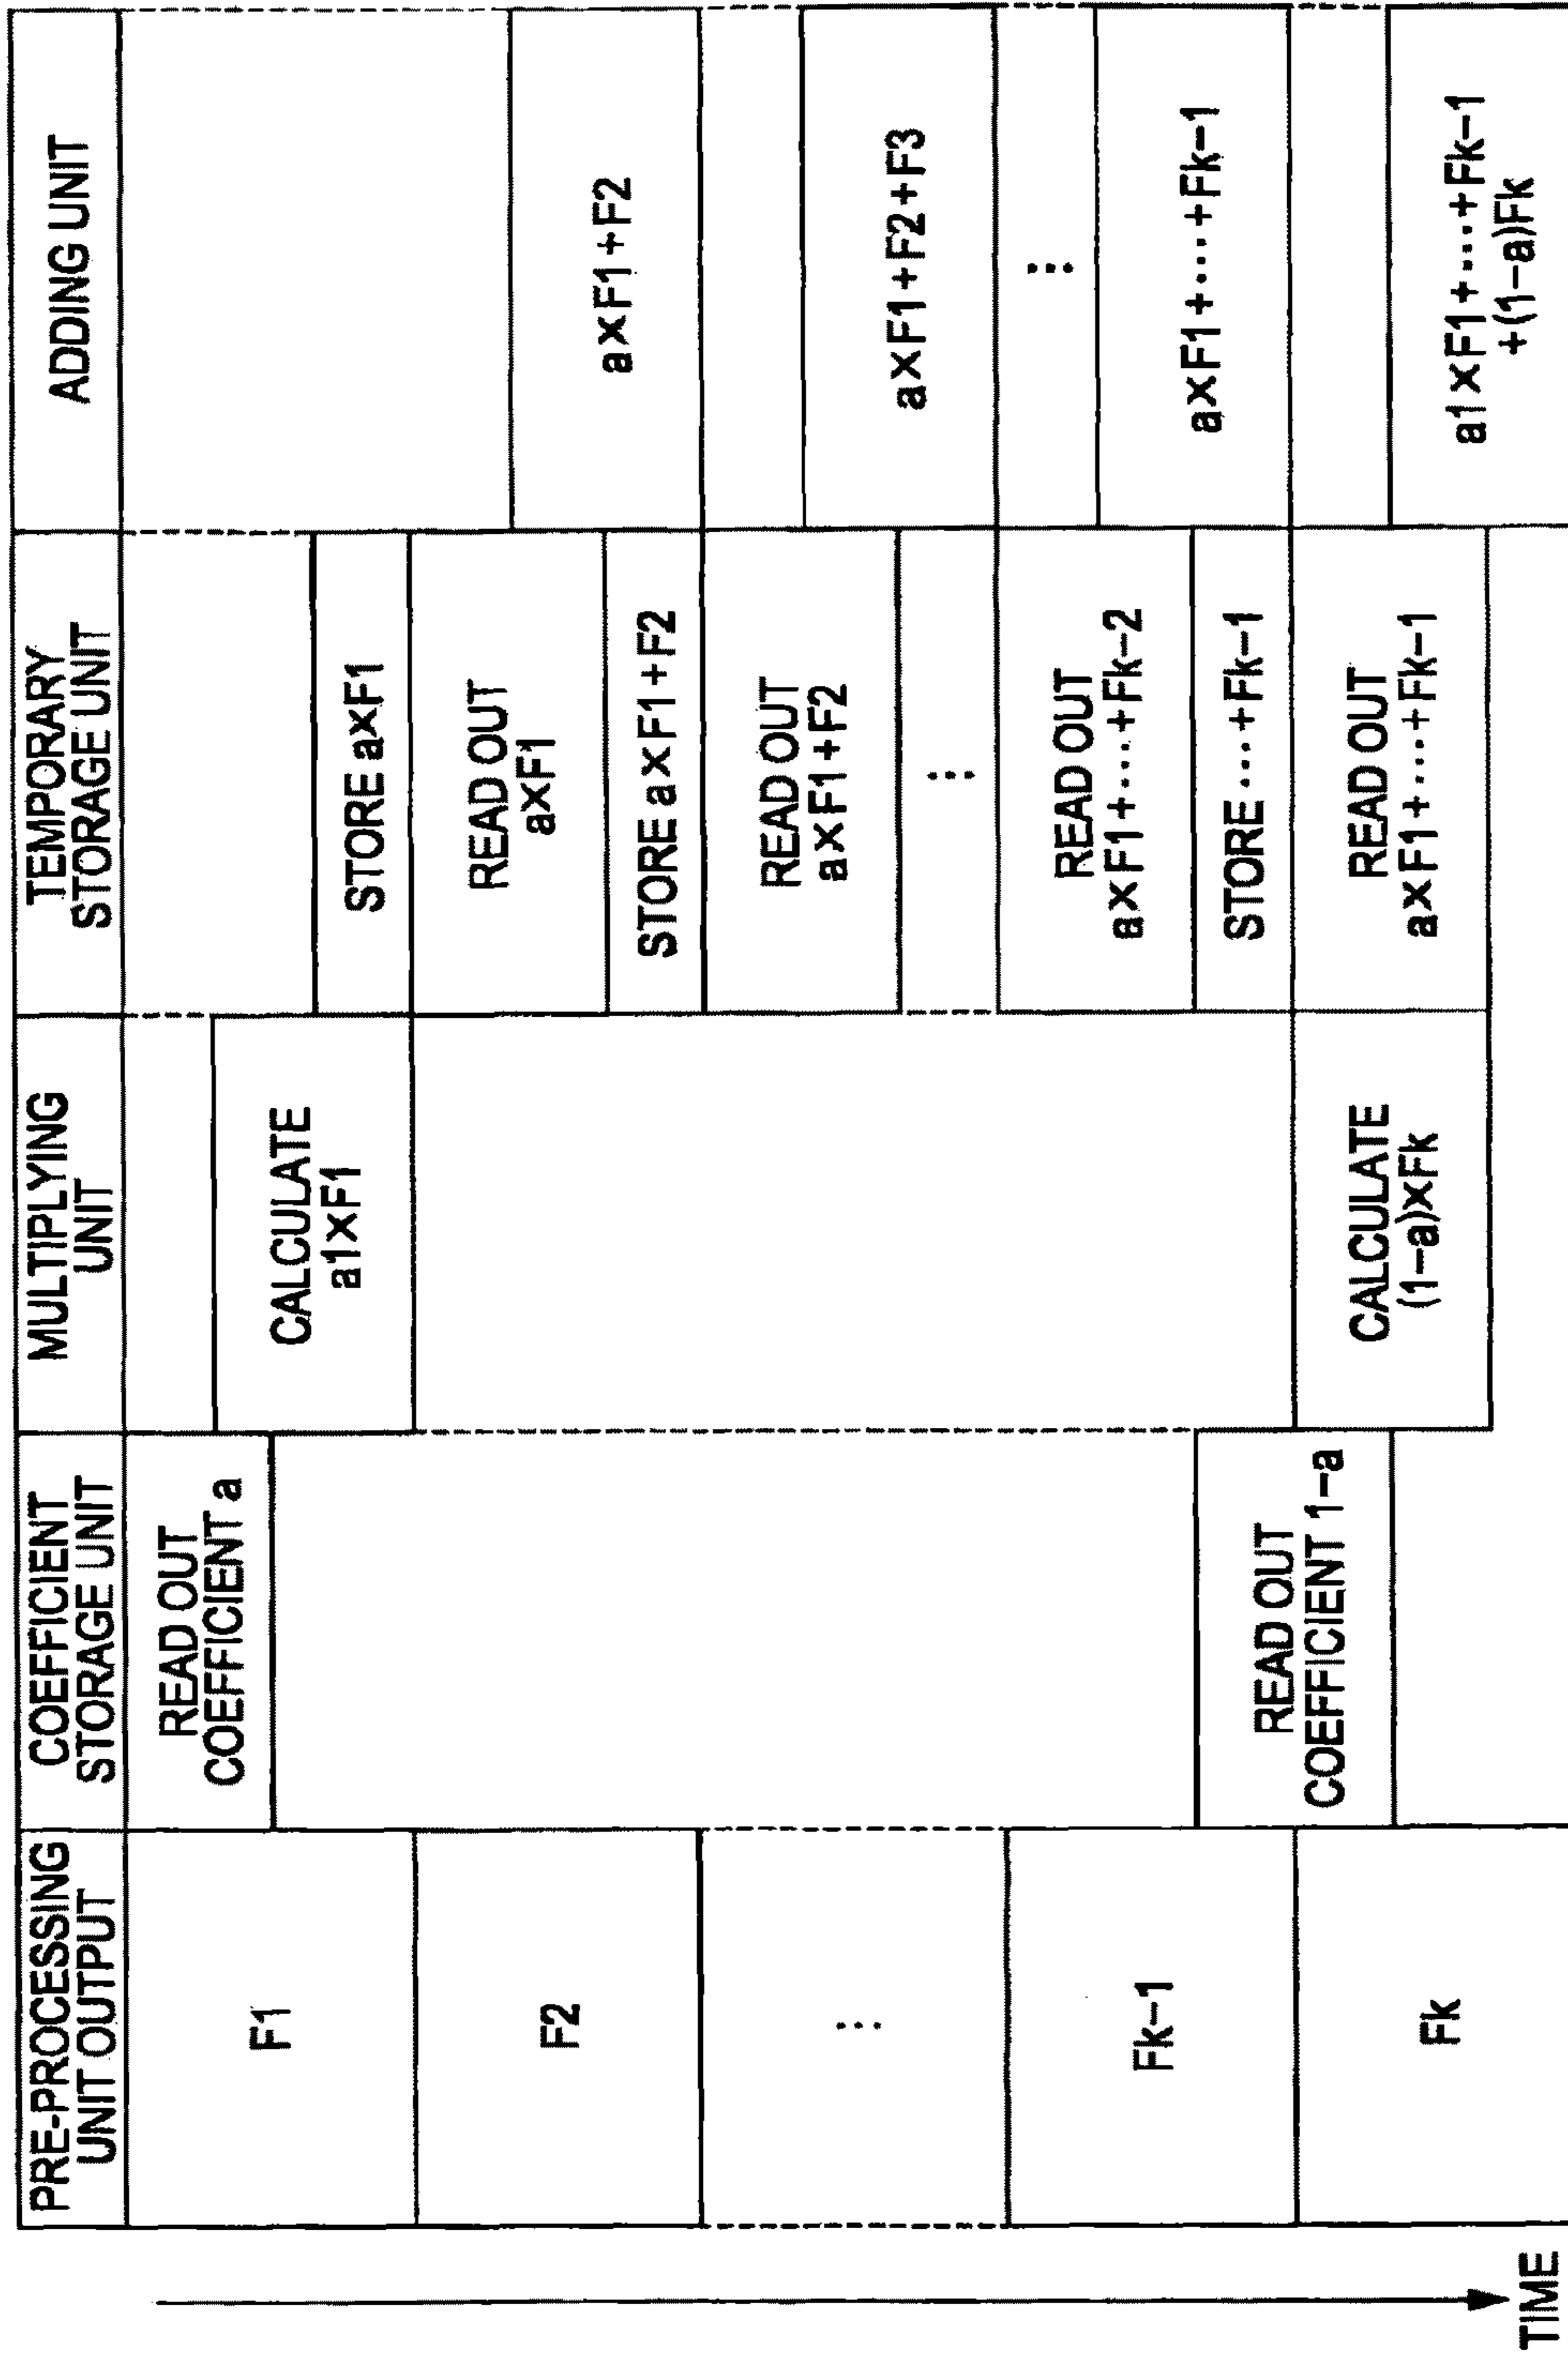 PRE-PROCESSING
UNIT OUTPUT
COEFFICIENT
STORAGE UNIT
MULTIPLYING
UNIT
TEMPORARY
STORAGE UNIT
ADDING UNIT
F1
READ OUT
COEFFICIENT a
CALCULATE
a1×F1
STORE a×F1
F2
READ OUT
a×F1
a×F1+F2
STORE a×F1+F2
⋮
READ OUT
a×F1+F2
a×F1+F2+F3
⋮
Fk−1
READ OUT
a×F1+⋯+Fk−2
⋮
a×F1+⋯+Fk−1
READ OUT
COEFFICIENT 1−a
STORE ⋯+Fk−1
Fk
CALCULATE
(1−a)×Fk
READ OUT
a×F1+⋯+Fk−1
a1×F1+⋯+Fk−1
+(1−a)Fk
TIME